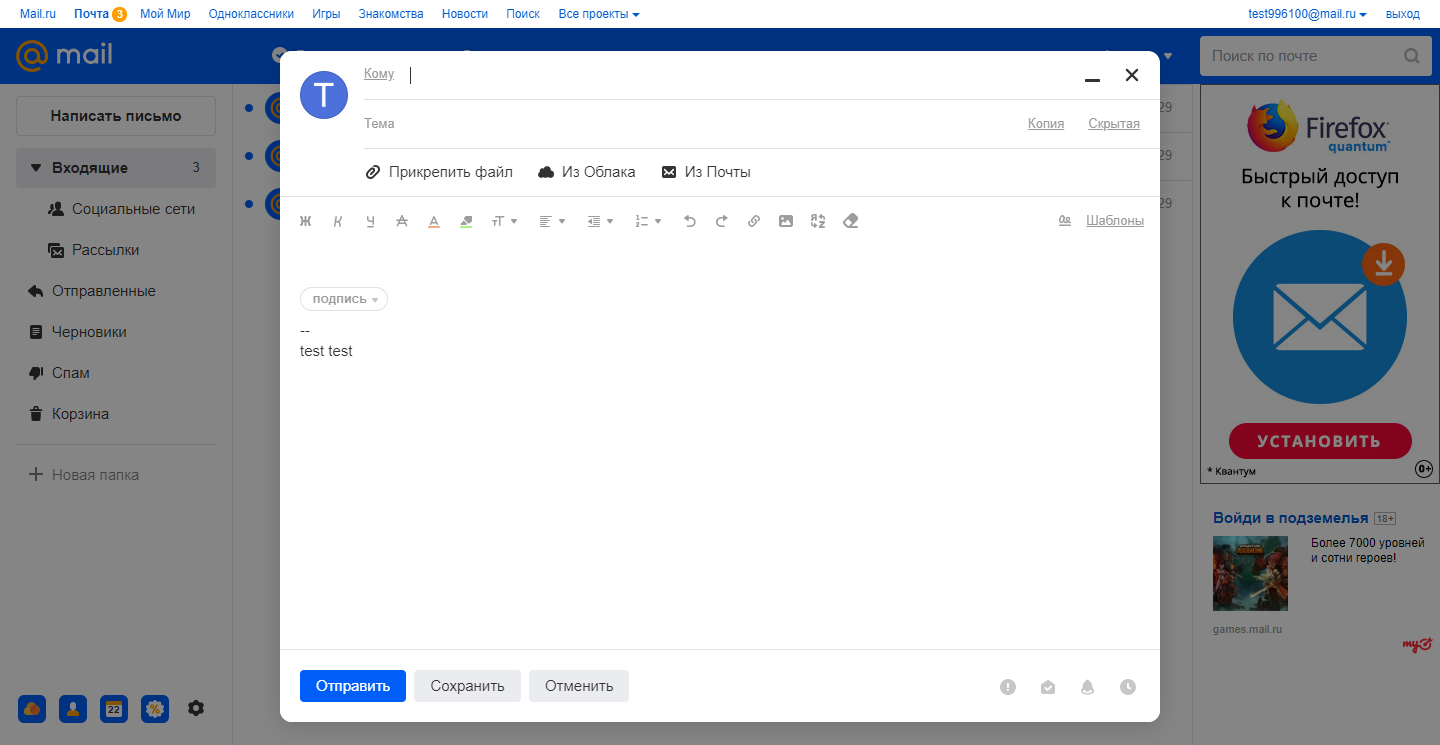 Mail.ru Почта 3 Мой Мир Одноклассники Игры Знакомства Новости Поиск Все проекты test996100@mail.ru выход
@mail Поиск по почте
Написать письмо
Входящие 3
Социальные сети
Рассылки
Отправленные
Черновики
Спам
Корзина
Новая папка
22
29
29
29
T
Кому
Тема Копия Скрытая
Прикрепить файл Из Облака Из Почты
Ж К Ч А А тТ Шаблоны
ПОДПИСЬ
--
test test
Отправить Сохранить Отменить
Firefox
quantum*
Быстрый доступ
к почте!
УСТАНОВИТЬ
* Квантум 0+
Войди в подземелья 18+
Более 7000 уровней
и сотни героев!
games.mail.ru
my